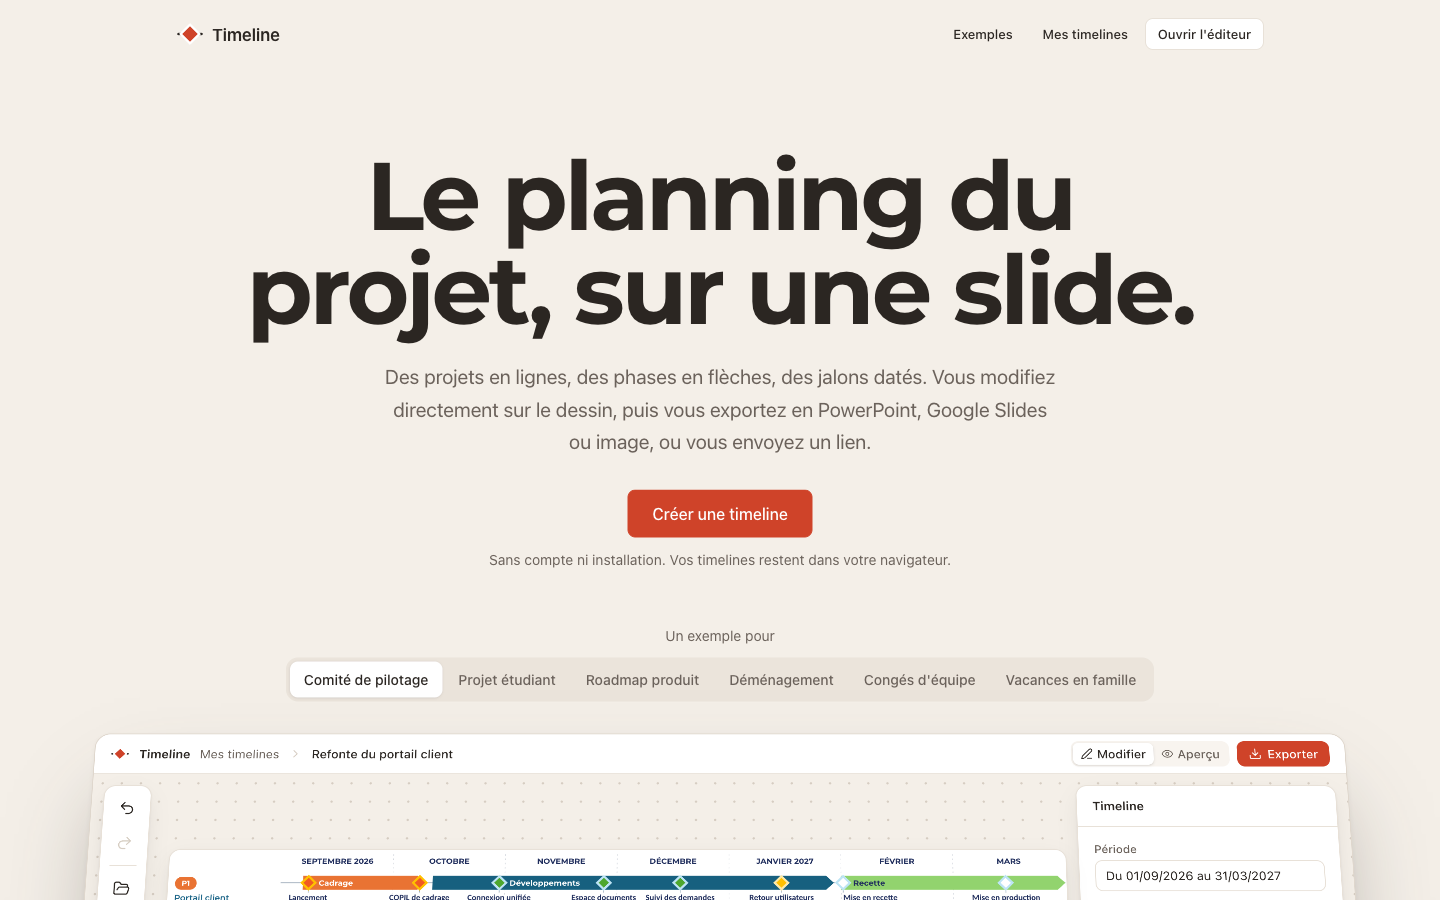 Timeline
Exemples
Mes timelines
Ouvrir l'éditeur
Le planning du
projet, sur une slide.
Des projets en lignes, des phases en flèches, des jalons datés. Vous modifiez
directement sur le dessin, puis vous exportez en PowerPoint, Google Slides
ou image, ou vous envoyez un lien.
Créer une timeline
Sans compte ni installation. Vos timelines restent dans votre navigateur.
Un exemple pour
Comité de pilotage
Projet étudiant
Roadmap produit
Déménagement
Congés d'équipe
Vacances en famille
Timeline
Mes timelines
Refonte du portail client
Modifier
Aperçu
Exporter
Timeline
Période
Du 01/09/2026 au 31/03/2027
SEPTEMBRE 2026
OCTOBRE
NOVEMBRE
DÉCEMBRE
JANVIER 2027
FÉVRIER
MARS
P1
Cadrage
Développements
Recette
Portail client
Lancement
COPIL de cadrage
Connexion unifiée
Espace documents
Suivi des demandes
Retour utilisateurs
Mise en recette
Mise en production